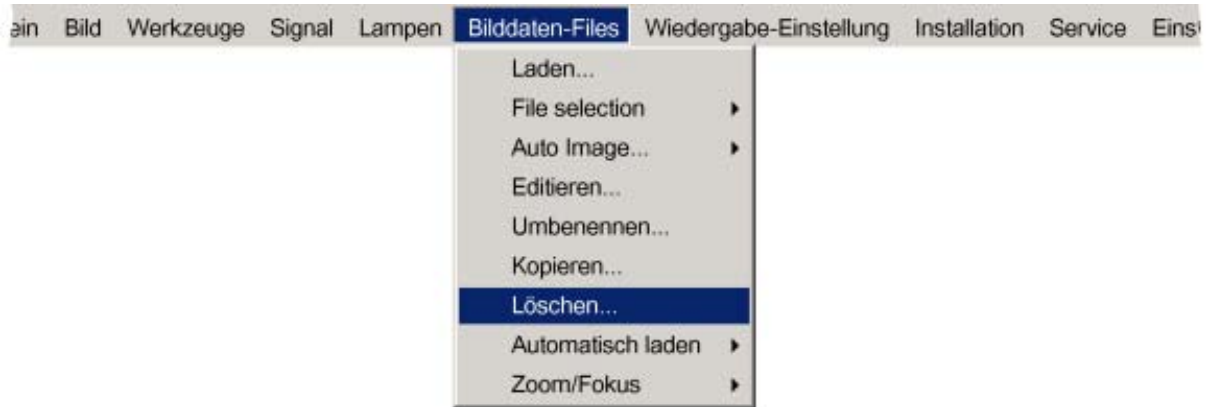 ein Bild Werkzeuge Signal Lampen Bilddaten-Files Wiedergabe-Einstellung Installation Service
Laden...
File selection
Auto Image...
Editieren...
Umbenennen...
Kopieren...
Löschen...
Automatisch laden
Zoom/Fokus